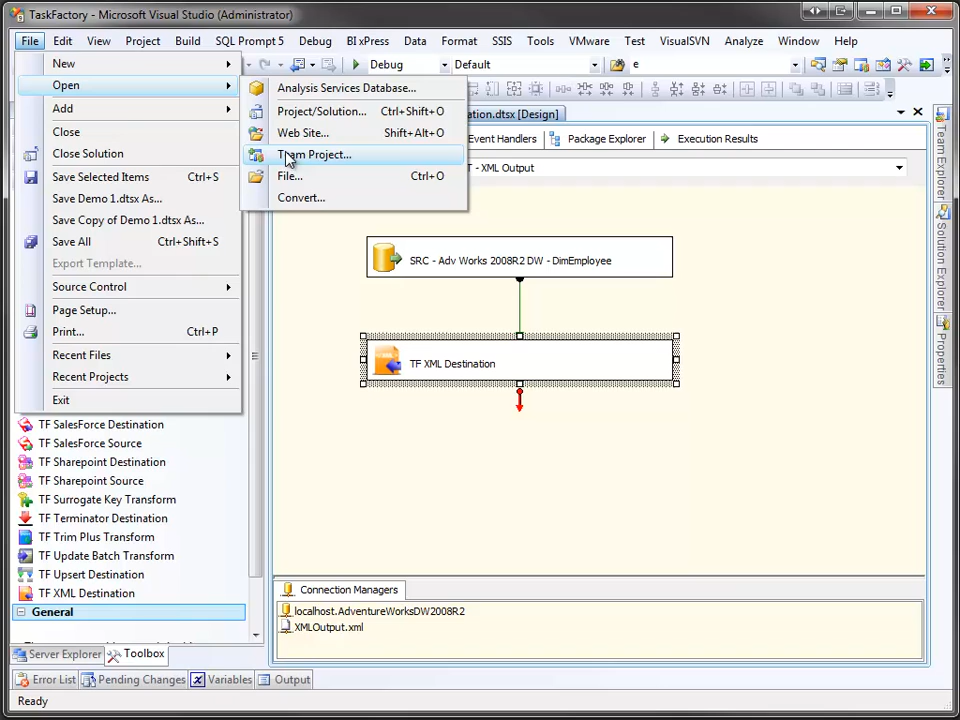 TaskFactory - Microsoft Visual Studio (Administrator)
File Edit View Project Build SQL Prompt 5 Debug BI xPress Data Format SSIS Tools VMware Test VisualSVN Analyze Window Help
Debug Default e
New
Open
Add
Close
Close Solution
Save Selected Items Ctrl+S
Save Demo 1.dtsx As...
Save Copy of Demo 1.dtsx As...
Save All Ctrl+Shift+S
Export Template...
Source Control
Page Setup...
Print... Ctrl+P
Recent Files
Recent Projects
Exit
Analysis Services Database...
Project/Solution... Ctrl+Shift+O
Web Site... Shift+Alt+O
Team Project...
File... Ctrl+O
Convert...
ation.dtsx [Design]
Event Handlers Package Explorer Execution Results
T - XML Output
SRC - Adv Works 2008R2 DW - DimEmployee
TF XML Destination
TF SalesForce Destination
TF SalesForce Source
TF Sharepoint Destination
TF Sharepoint Source
TF Surrogate Key Transform
TF Terminator Destination
TF Trim Plus Transform
TF Update Batch Transform
TF Upsert Destination
TF XML Destination
General
Server Explorer Toolbox
Connection Managers
localhost.AdventureWorksDW2008R2
XMLOutput.xml
Team Explorer
Solution Explorer
Properties
Error List Pending Changes Variables Output
Ready